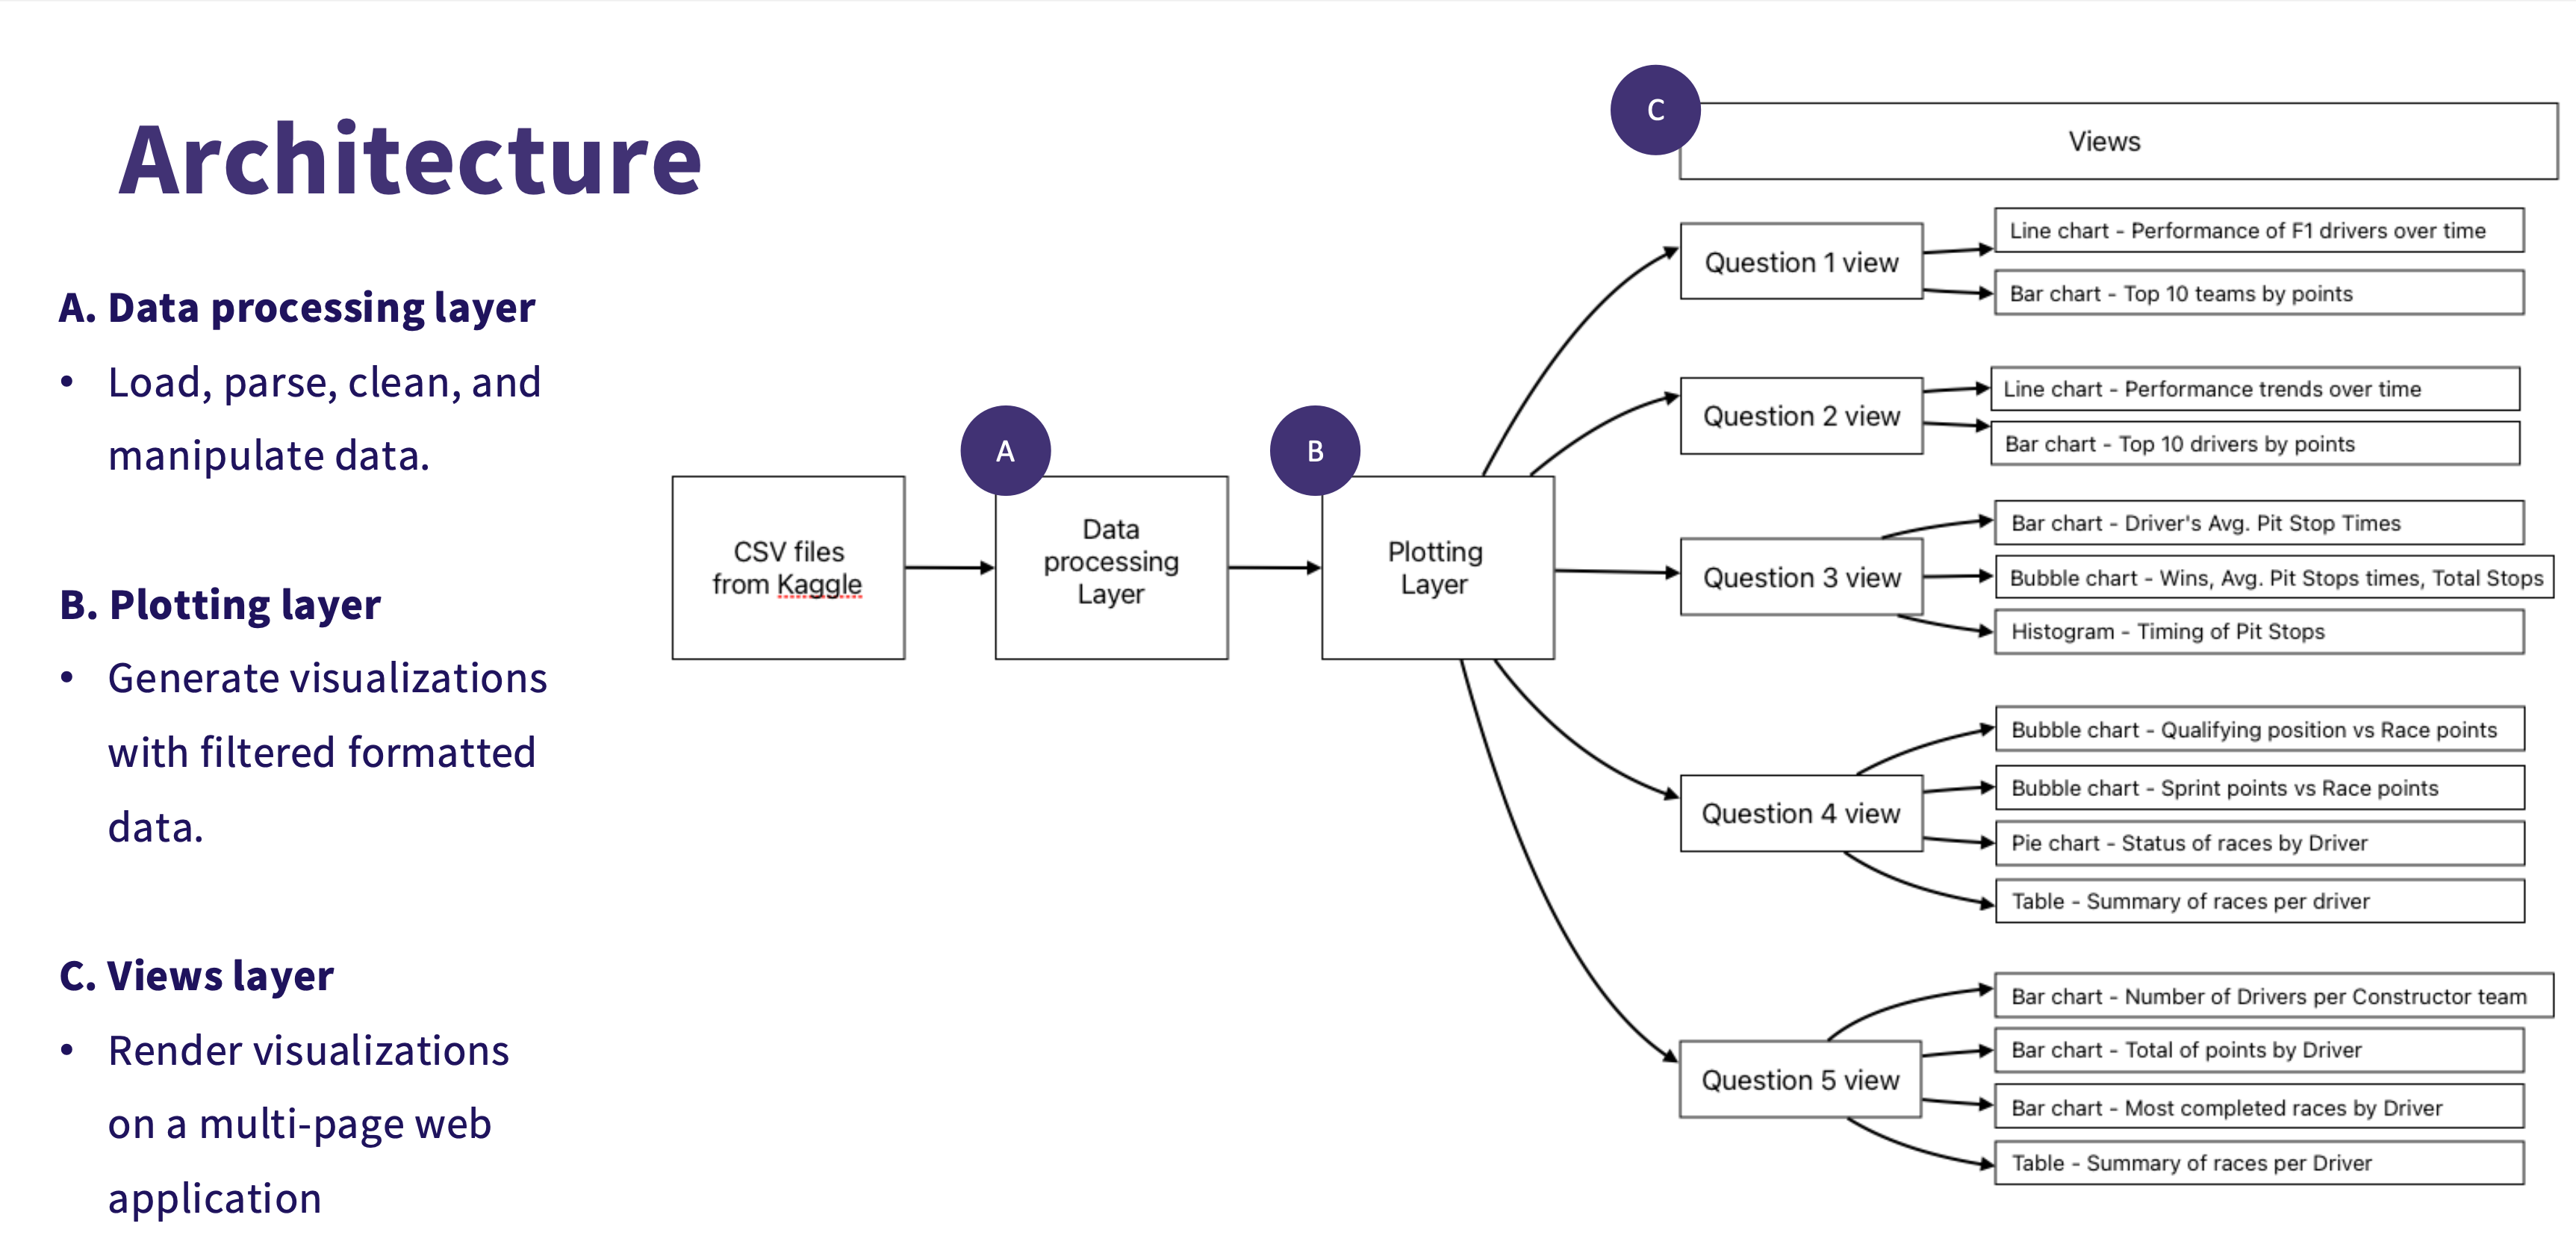 Architecture
A. Data processing layer
• Load, parse, clean, and
manipulate data.
B. Plotting layer
• Generate visualizations
with filtered formatted
data.
C. Views layer
• Render visualizations
on a multi-page web
application
CSV files
from Kaggle
A
Data
processing
Layer
B
Plotting
Layer
C
Views
Question 1 view
Line chart - Performance of F1 drivers over time
Bar chart - Top 10 teams by points
Question 2 view
Line chart - Performance trends over time
Bar chart - Top 10 drivers by points
Question 3 view
Bar chart - Driver's Avg. Pit Stop Times
Bubble chart - Wins, Avg. Pit Stops times, Total Stops
Histogram - Timing of Pit Stops
Question 4 view
Bubble chart - Qualifying position vs Race points
Bubble chart - Sprint points vs Race points
Pie chart - Status of races by Driver
Table - Summary of races per driver
Question 5 view
Bar chart - Number of Drivers per Constructor team
Bar chart - Total of points by Driver
Bar chart - Most completed races by Driver
Table - Summary of races per Driver